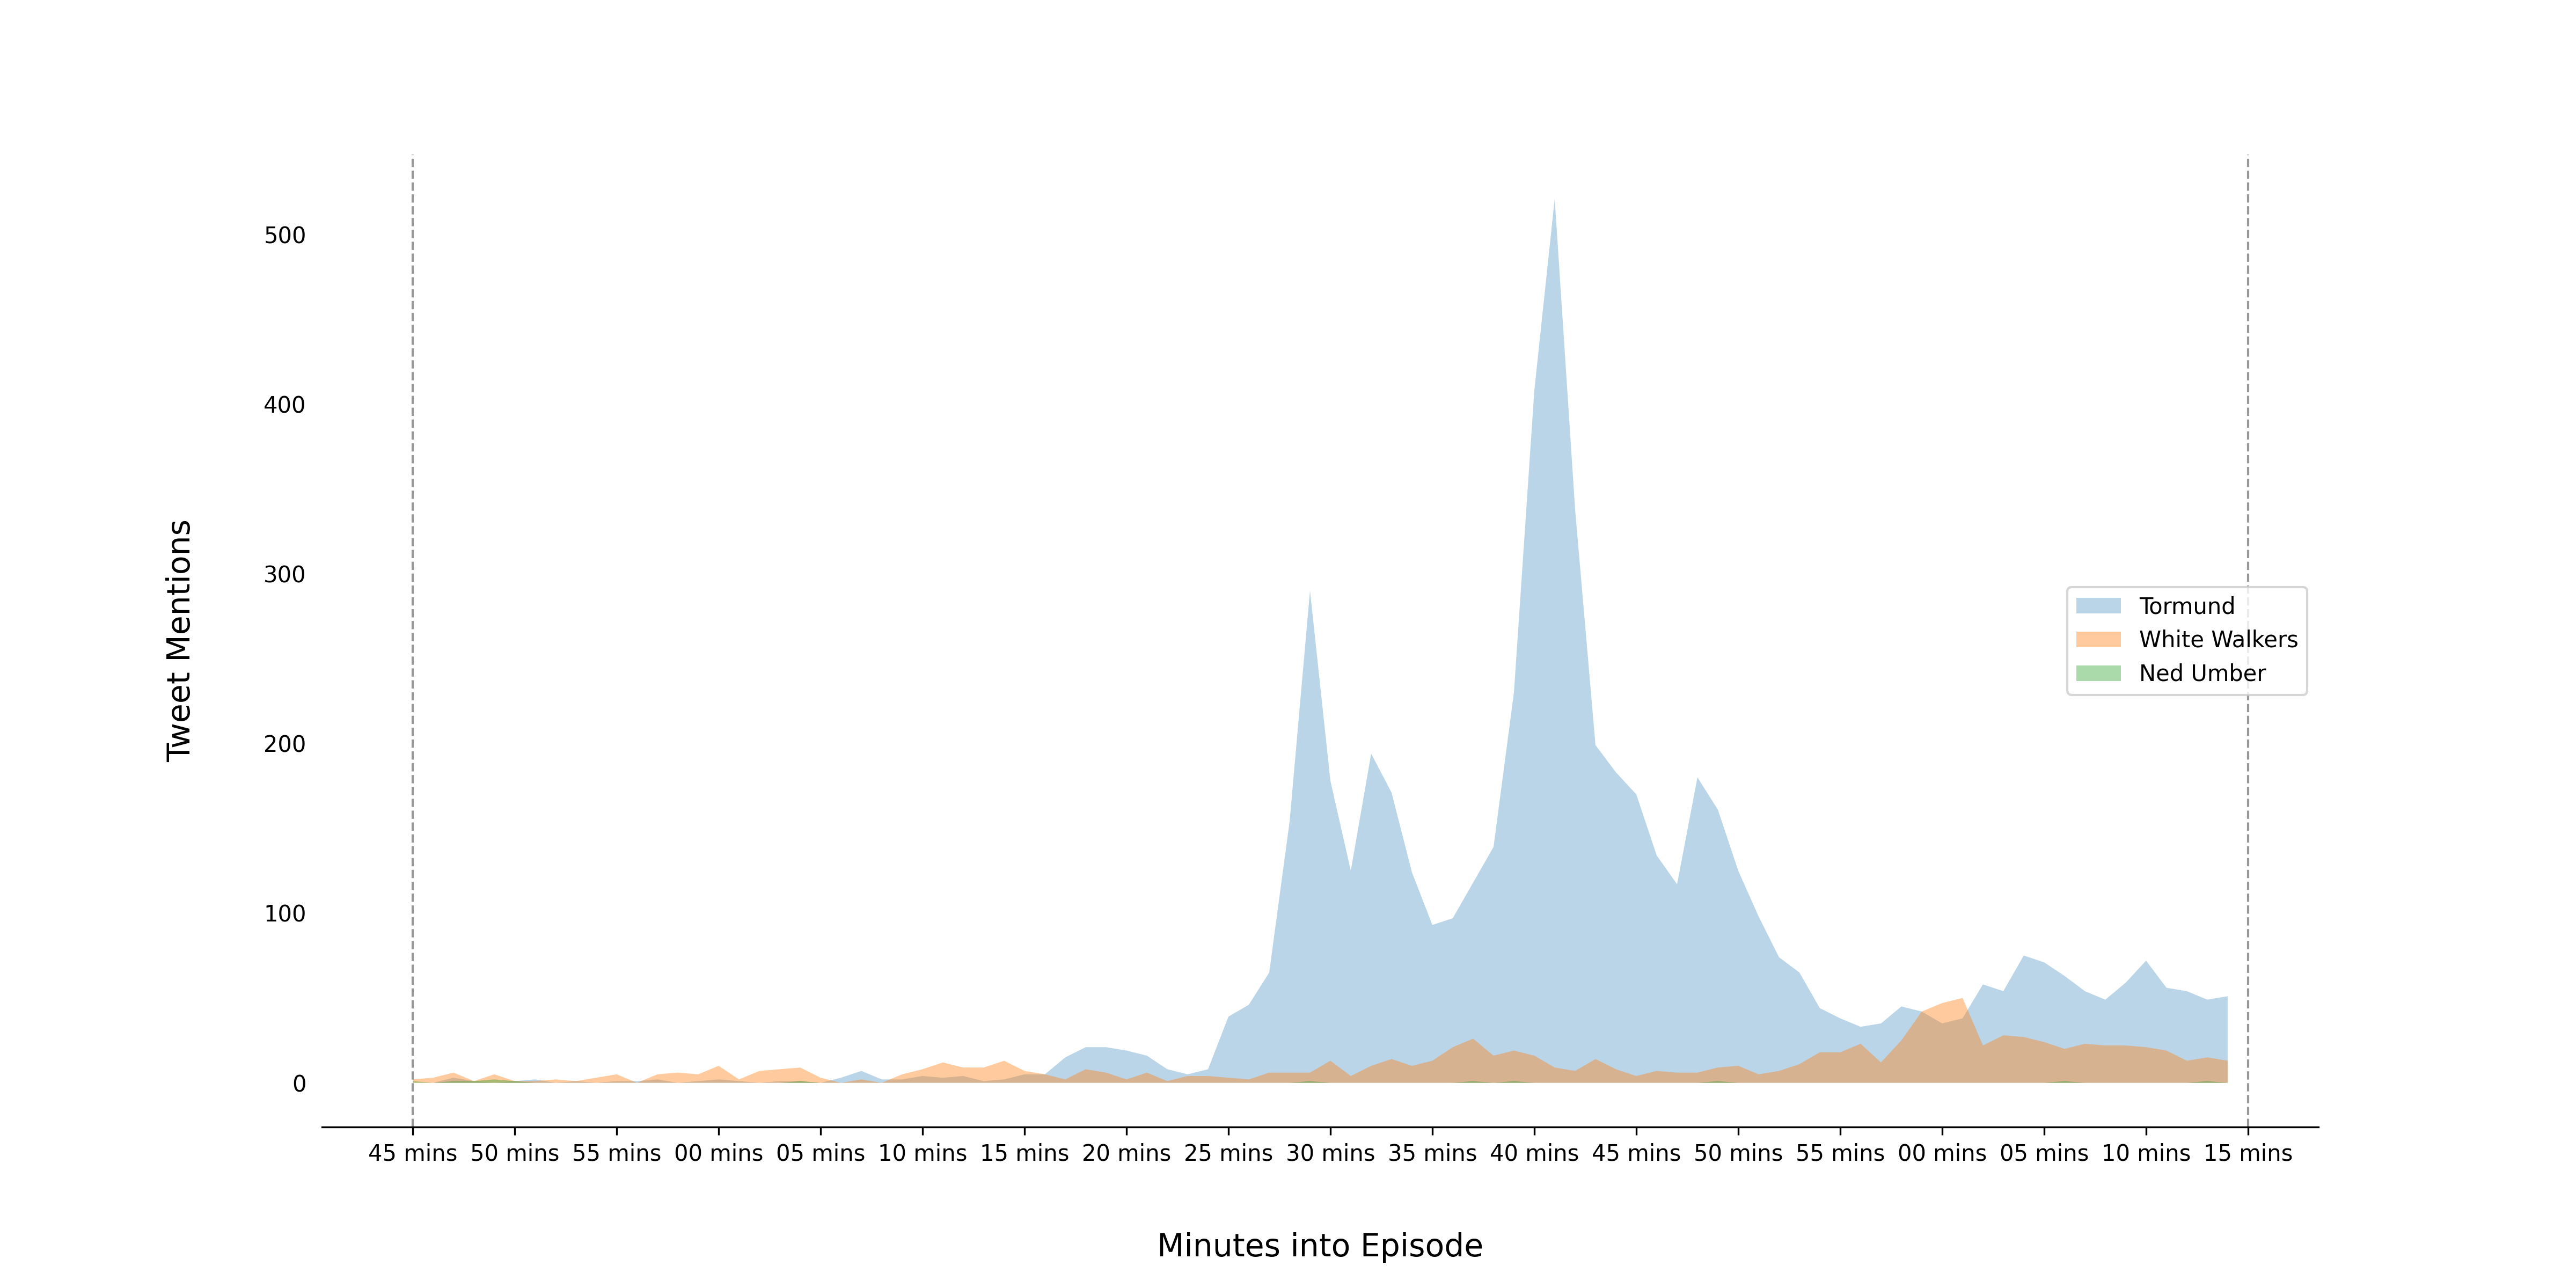 Tweet Mentions
500
400
300
200
100
0
Tormund
White Walkers
Ned Umber
45 mins 50 mins 55 mins 00 mins 05 mins 10 mins 15 mins 20 mins 25 mins 30 mins 35 mins 40 mins 45 mins 50 mins 55 mins 00 mins 05 mins 10 mins 15 mins
Minutes into Episode